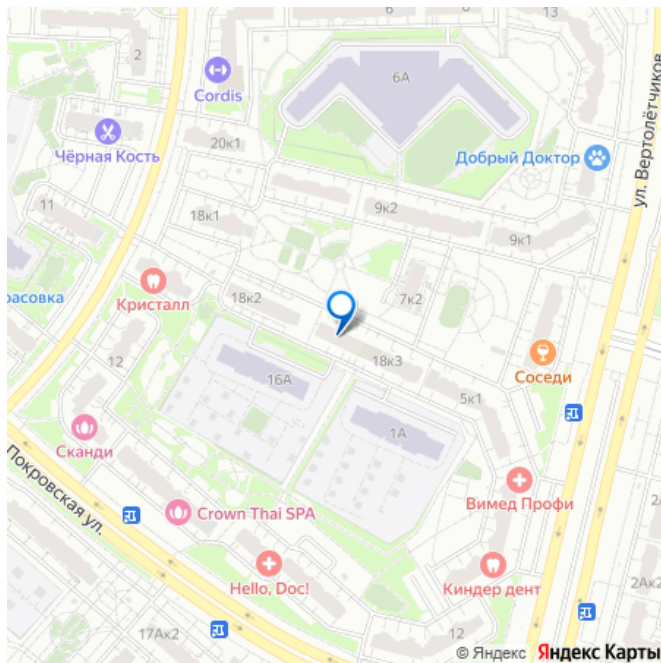 6
13
2
Cordis
6А
20к1
Чёрная Кость
Добрый Доктор
ул. Вертолётчиков
11
18к1
9к2
9к1
расовка
Кристалл
18к2
7к2
12
18к3
Соседи
16А
5к1
1А
Сканди
Покровская ул.
Crown Thai SPA
Вимед Профи
Hello, Doc!
Киндер дент
2Ак2
17Ак2
12
© Яндекс Яндекс Карты